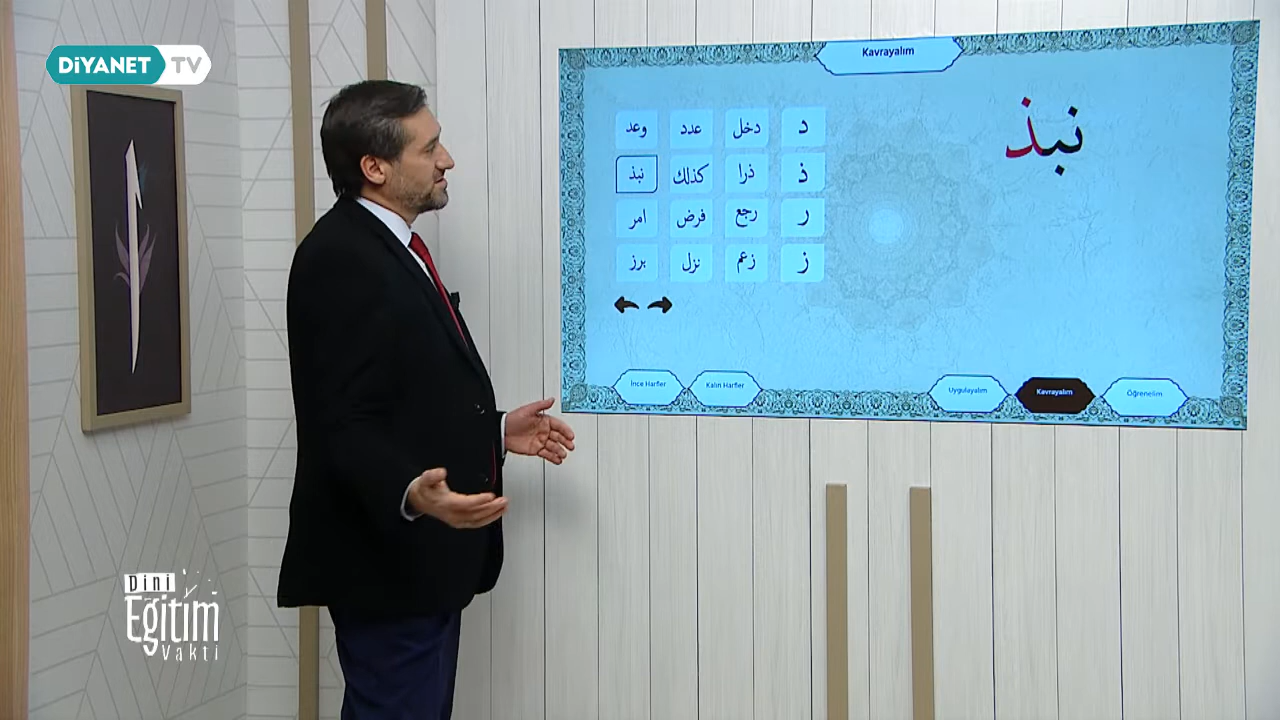 DİYANET TV
Kavrayalım
نبذ
د دخل عدد وعد
ذ ذرا كذلك نبذ
ر رجع فرض امر
ز زعم نزل برز
İnce Harfler
Kalın Harfler
Uygulayalım
Kavrayalım
Öğrenelim
Dini
Eğitim
Vakti